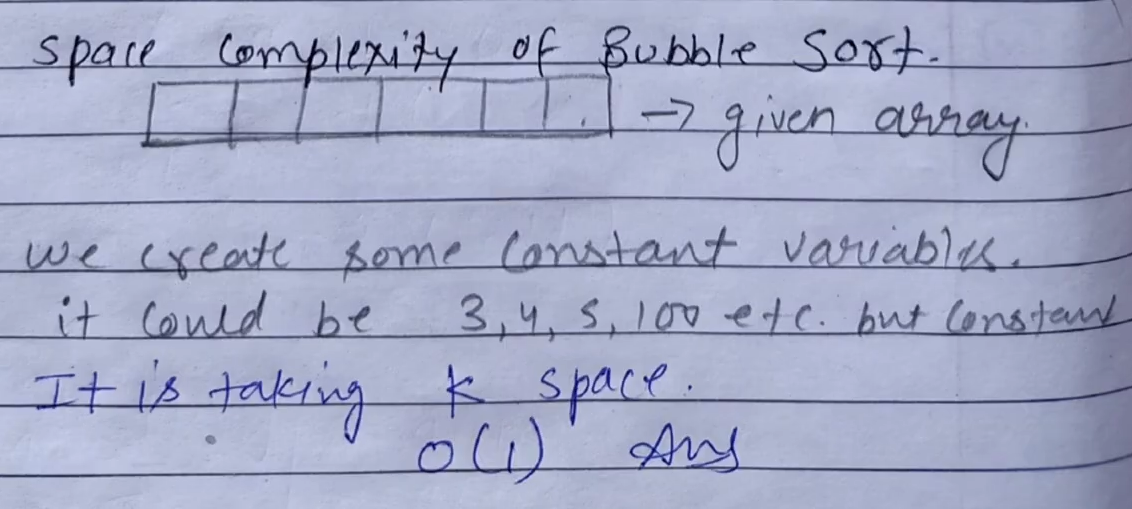 Space Complexity of Bubble Sort.
→ given array.
we create some constant variables.
it could be 3, 4, 5, 100 etc. but constant
It is taking k space.
O(1) Ans